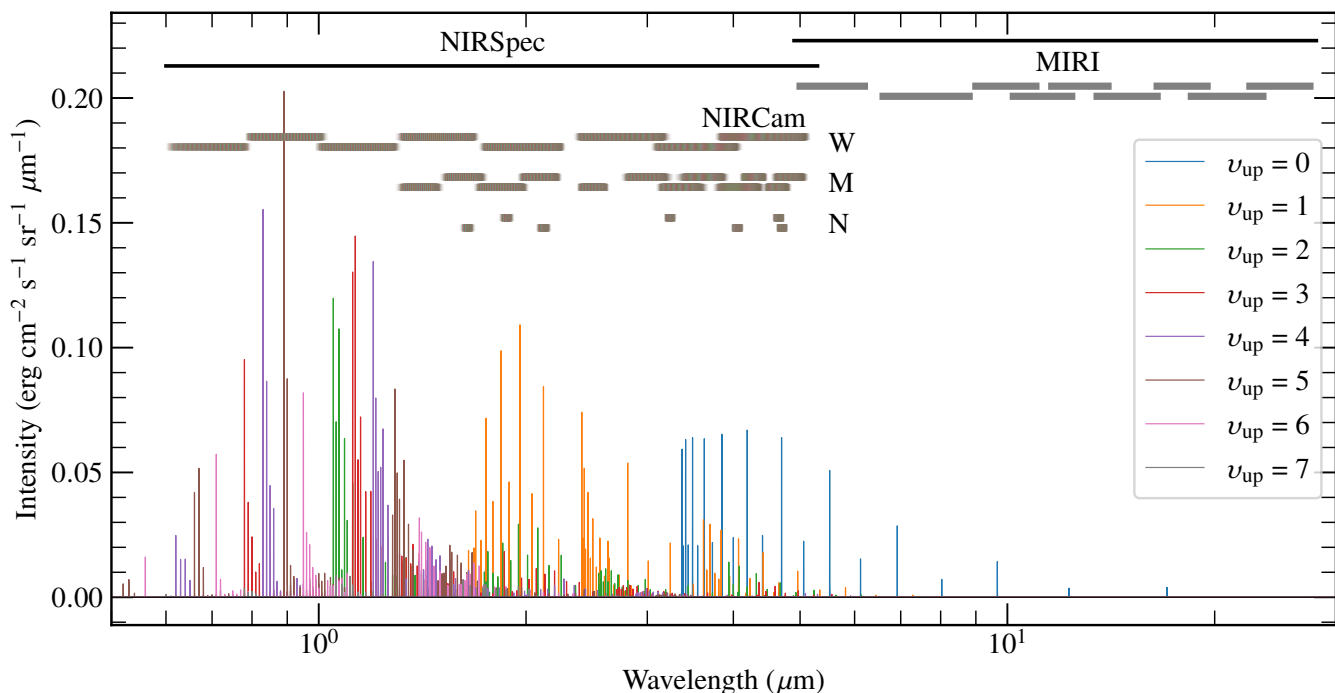 NIRSpec
MIRI
NIRCam
W
M
N
0.20
0.15
0.10
0.05
0.00
Intensity (erg cm⁻² s⁻¹ sr⁻¹ μm⁻¹)
υup = 0
υup = 1
υup = 2
υup = 3
υup = 4
υup = 5
υup = 6
υup = 7
10⁰
10¹
Wavelength (μm)